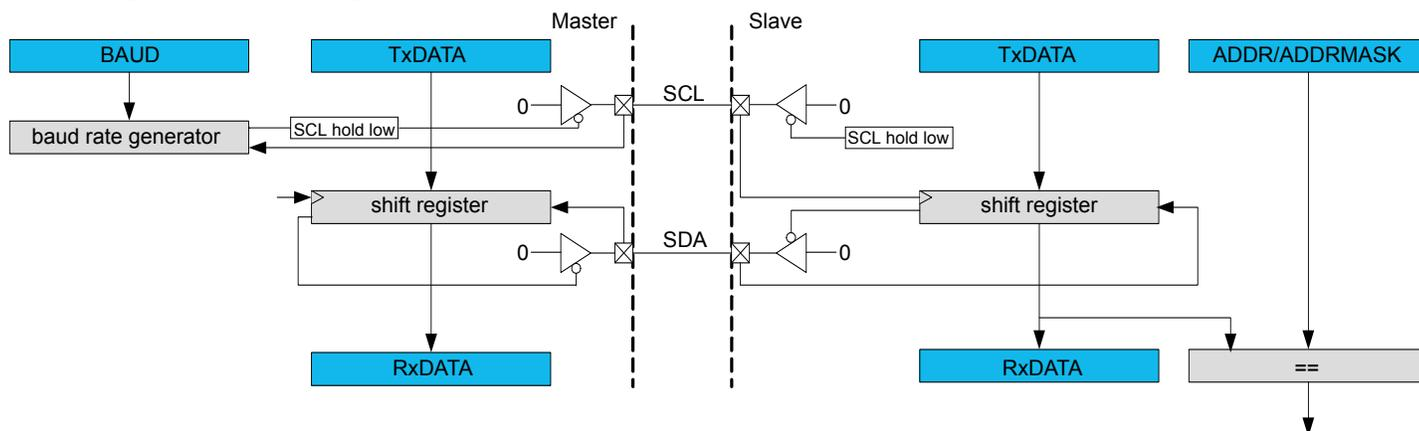 Master Slave
BAUD TxDATA TxDATA ADDR/ADDRMASK
0 SCL 0
baud rate generator SCL hold low SCL hold low
shift register shift register
0 SDA 0
RxDATA RxDATA ==